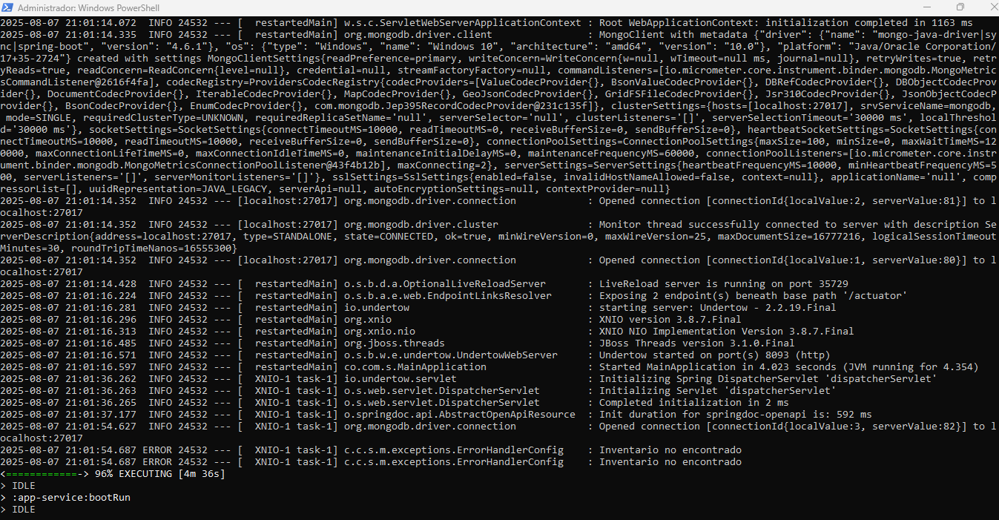 Administrador: Windows PowerShell
2025-08-07 21:01:14.072  INFO 24532 --- [  restartedMain] w.s.c.ServletWebServerApplicationContext : Root WebApplicationContext: initialization completed in 1163 ms
2025-08-07 21:01:14.335  INFO 24532 --- [  restartedMain] org.mongodb.driver.client                : MongoClient with metadata {"driver": {"name": "mongo-java-driver|sy
nc|spring-boot", "version": "4.6.1"}, "os": {"type": "Windows", "name": "Windows 10", "architecture": "amd64", "version": "10.0"}, "platform": "Java/Oracle Corporation/
17+35-2724"} created with settings MongoClientSettings{readPreference=primary, writeConcern=WriteConcern{w=null, wTimeout=null ms, journal=null}, retryWrites=true, retr
yReads=true, readConcern=ReadConcern{level=null}, credential=null, streamFactoryFactory=null, commandListeners=[io.micrometer.core.instrument.binder.mongodb.MongoMetric
sCommandListener@2616f4fa], codecRegistry=ProvidersCodecRegistry{codecProviders=[ValueCodecProvider{}, BsonValueCodecProvider{}, DBRefCodecProvider{}, DBObjectCodecProv
ider{}, DocumentCodecProvider{}, IterableCodecProvider{}, MapCodecProvider{}, GeoJsonCodecProvider{}, GridFSFileCodecProvider{}, Jsr310CodecProvider{}, JsonObjectCodecP
rovider{}, BsonCodecProvider{}, EnumCodecProvider{}, com.mongodb.Jep395RecordCodecProvider@231c135f]}, clusterSettings={hosts=[localhost:27017], srvServiceName=mongodb,
 mode=SINGLE, requiredClusterType=UNKNOWN, requiredReplicaSetName='null', serverSelector='null', clusterListeners='[]', serverSelectionTimeout='30000 ms', localThreshol
d='30000 ms'}, socketSettings=SocketSettings{connectTimeoutMS=10000, readTimeoutMS=0, receiveBufferSize=0, sendBufferSize=0}, heartbeatSocketSettings=SocketSettings{con
nectTimeoutMS=10000, readTimeoutMS=10000, receiveBufferSize=0, sendBufferSize=0}, connectionPoolSettings=ConnectionPoolSettings{maxSize=100, minSize=0, maxWaitTimeMS=12
0000, maxConnectionLifeTimeMS=0, maxConnectionIdleTimeMS=0, maintenanceInitialDelayMS=0, maintenanceFrequencyMS=60000, connectionPoolListeners=[io.micrometer.core.instr
ument.binder.mongodb.MongoMetricsConnectionPoolListener@43f4b12b], maxConnecting=2}, serverSettings=ServerSettings{heartbeatFrequencyMS=10000, minHeartbeatFrequencyMS=5
00, serverListeners='[]', serverMonitorListeners='[]'}, sslSettings=SslSettings{enabled=false, invalidHostNameAllowed=false, context=null}, applicationName='null', comp
ressorList=[], uuidRepresentation=JAVA_LEGACY, serverApi=null, autoEncryptionSettings=null, contextProvider=null}
2025-08-07 21:01:14.352  INFO 24532 --- [localhost:27017] org.mongodb.driver.connection            : Opened connection [connectionId{localValue:2, serverValue:81}] to l
ocalhost:27017
2025-08-07 21:01:14.352  INFO 24532 --- [localhost:27017] org.mongodb.driver.cluster               : Monitor thread successfully connected to server with description Se
rverDescription{address=localhost:27017, type=STANDALONE, state=CONNECTED, ok=true, minWireVersion=0, maxWireVersion=25, maxDocumentSize=16777216, logicalSessionTimeout
Minutes=30, roundTripTimeNanos=16555300}
2025-08-07 21:01:14.352  INFO 24532 --- [localhost:27017] org.mongodb.driver.connection            : Opened connection [connectionId{localValue:1, serverValue:80}] to l
ocalhost:27017
2025-08-07 21:01:14.428  INFO 24532 --- [  restartedMain] o.s.b.d.a.OptionalLiveReloadServer       : LiveReload server is running on port 35729
2025-08-07 21:01:16.224  INFO 24532 --- [  restartedMain] o.s.b.a.e.web.EndpointLinksResolver      : Exposing 2 endpoint(s) beneath base path '/actuator'
2025-08-07 21:01:16.281  INFO 24532 --- [  restartedMain] io.undertow                              : starting server: Undertow - 2.2.19.Final
2025-08-07 21:01:16.296  INFO 24532 --- [  restartedMain] org.xnio                                 : XNIO version 3.8.7.Final
2025-08-07 21:01:16.313  INFO 24532 --- [  restartedMain] org.xnio.nio                             : XNIO NIO Implementation Version 3.8.7.Final
2025-08-07 21:01:16.485  INFO 24532 --- [  restartedMain] org.jboss.threads                        : JBoss Threads version 3.1.0.Final
2025-08-07 21:01:16.571  INFO 24532 --- [  restartedMain] o.s.b.w.e.undertow.UndertowWebServer     : Undertow started on port(s) 8093 (http)
2025-08-07 21:01:16.597  INFO 24532 --- [  restartedMain] co.com.s.MainApplication                 : Started MainApplication in 4.023 seconds (JVM running for 4.354)
2025-08-07 21:01:36.262  INFO 24532 --- [  XNIO-1 task-1] io.undertow.servlet                      : Initializing Spring DispatcherServlet 'dispatcherServlet'
2025-08-07 21:01:36.263  INFO 24532 --- [  XNIO-1 task-1] o.s.web.servlet.DispatcherServlet        : Initializing Servlet 'dispatcherServlet'
2025-08-07 21:01:36.265  INFO 24532 --- [  XNIO-1 task-1] o.s.web.servlet.DispatcherServlet        : Completed initialization in 2 ms
2025-08-07 21:01:37.177  INFO 24532 --- [  XNIO-1 task-1] o.springdoc.api.AbstractOpenApiResource  : Init duration for springdoc-openapi is: 592 ms
2025-08-07 21:01:54.627  INFO 24532 --- [  XNIO-1 task-1] org.mongodb.driver.connection            : Opened connection [connectionId{localValue:3, serverValue:82}] to l
ocalhost:27017
2025-08-07 21:01:54.687 ERROR 24532 --- [  XNIO-1 task-1] c.c.s.m.exceptions.ErrorHandlerConfig    : Inventario no encontrado
2025-08-07 21:01:54.687 ERROR 24532 --- [  XNIO-1 task-1] c.c.s.m.exceptions.ErrorHandlerConfig    : Inventario no encontrado
<============-> 96% EXECUTING [4m 36s]
> IDLE
> :app-service:bootRun
> IDLE